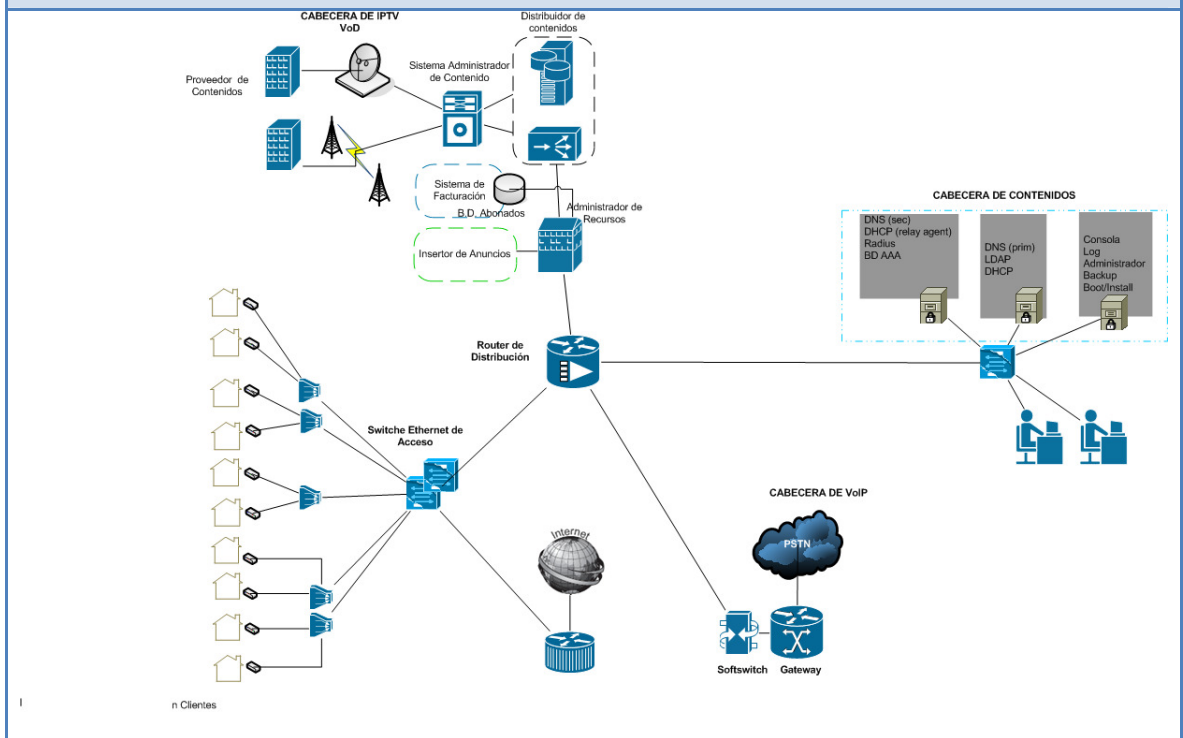 CABECERA DE IPTV
VoD
Distribuidor de
contenidos
Proveedor de
Contenidos
Sistema Administrador
de Contenido
Sistema de
Facturación
B.D. Abonados
Administrador de
Recursos
Insertor de Anuncios
CABECERA DE CONTENIDOS
DNS (sec)
DHCP (relay agent)
Radius
BD AAA
DNS (prim)
LDAP
DHCP
Consola
Log
Administrador
Backup
Boot/Install
Router de
Distribución
Switche Ethernet de
Acceso
Internet
CABECERA DE VoIP
PSTN
Softswitch
Gateway
I
n Clientes